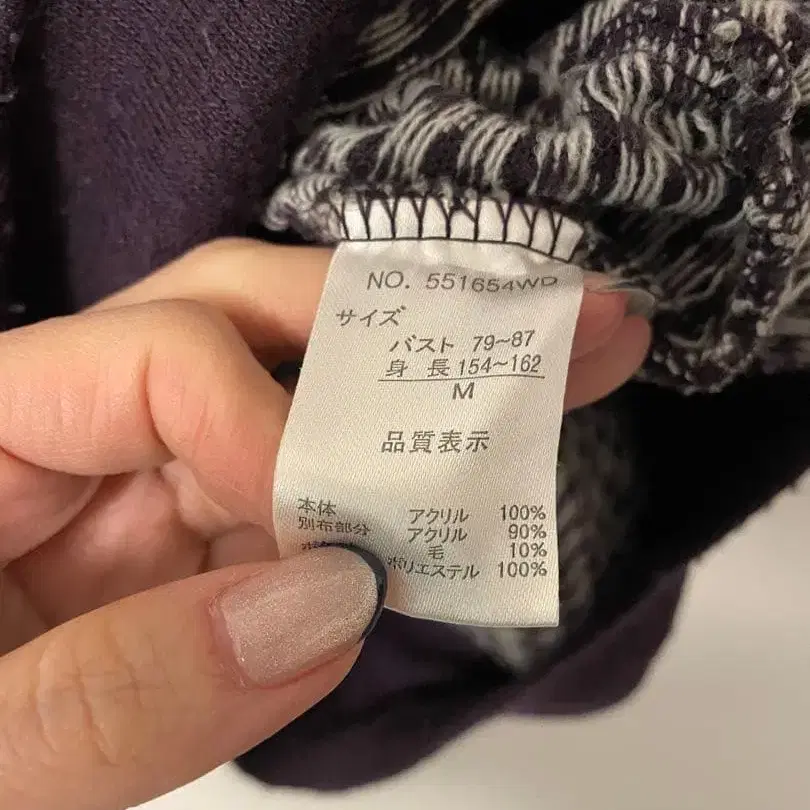 NO. 551654WD
サイズ
バスト 79~87
身長 154~162
M
品質表示
本体 アクリル 100%
別布部分 アクリル 90%
毛 10%
ポリエステル 100%